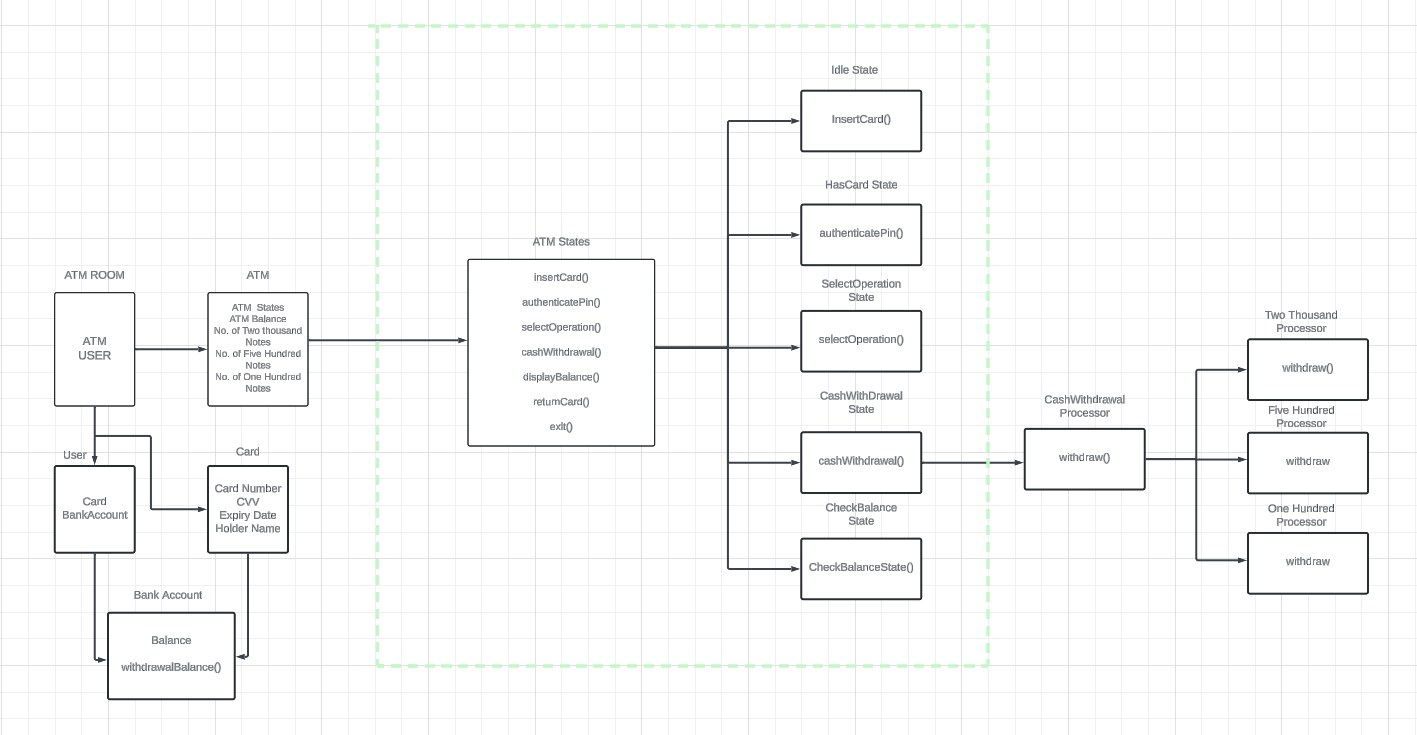 ATM ROOM
ATM
USER
ATM
ATM States
ATM Balance
No. of Two thousand
Notes
No. of Five Hundred
Notes
No. of One Hundred
Notes
User
Card
BankAccount
Card
Card Number
CVV
Expiry Date
Holder Name
Bank Account
Balance
withdrawalBalance()
ATM States
insertCard()
authenticatePin()
selectOperation()
cashWithdrawal()
displayBalance()
returnCard()
exit()
Idle State
InsertCard()
HasCard State
authenticatePin()
SelectOperation
State
selectOperation()
CashWithDrawal
State
cashWithdrawal()
CheckBalance
State
CheckBalanceState()
CashWithdrawal
Processor
withdraw()
Two Thousand
Processor
withdraw()
Five Hundred
Processor
withdraw
One Hundred
Processor
withdraw